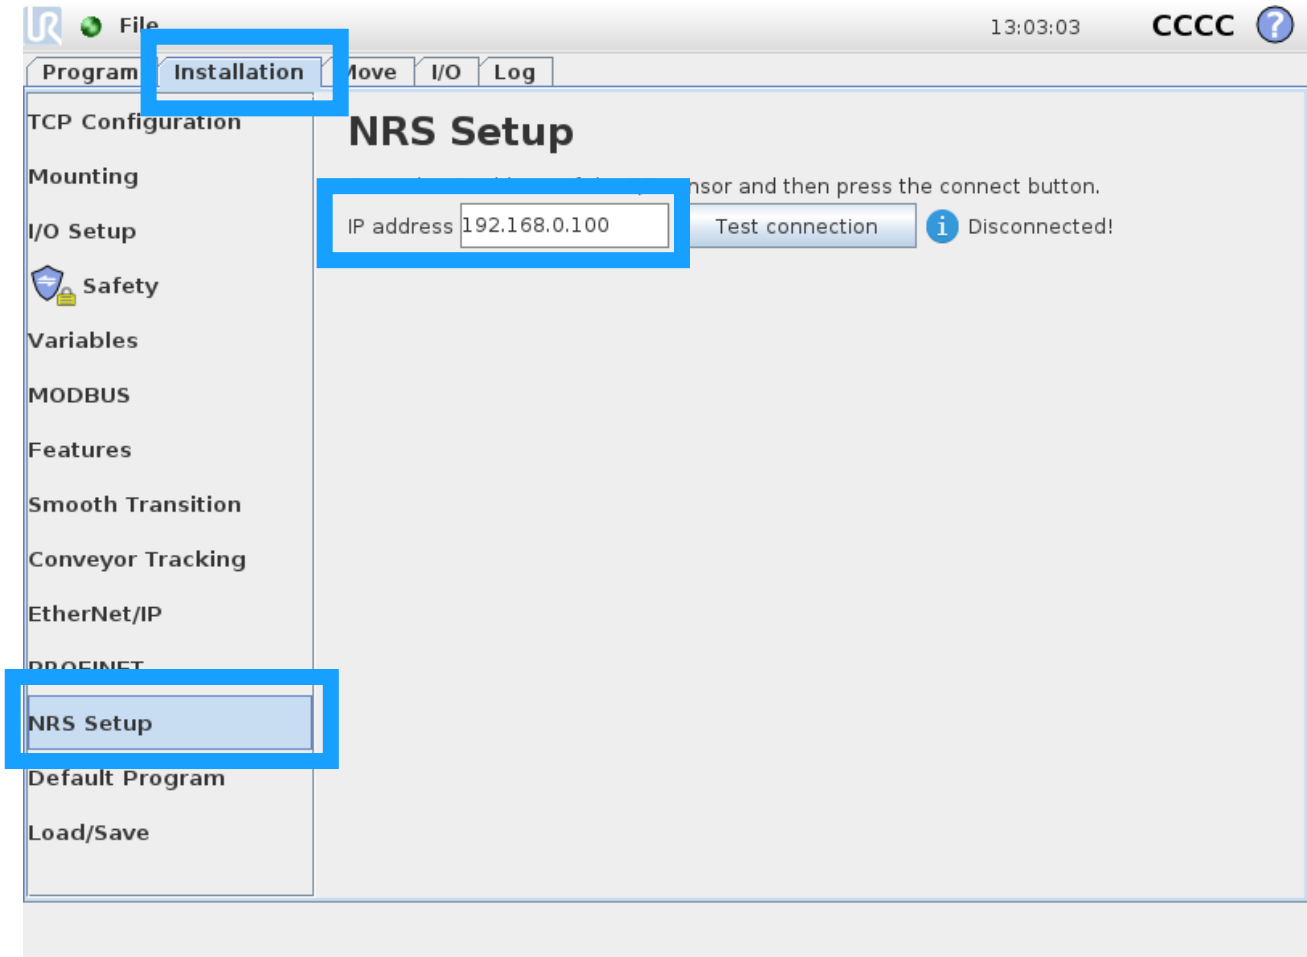 UR File 13:03:03 CCCC ?
Program Installation Move I/O Log
TCP Configuration
Mounting
I/O Setup
Safety
Variables
MODBUS
Features
Smooth Transition
Conveyor Tracking
EtherNet/IP
PROFINET
NRS Setup
Default Program
Load/Save
NRS Setup
and then press the connect button.
IP address 192.168.0.100 Test connection i Disconnected!